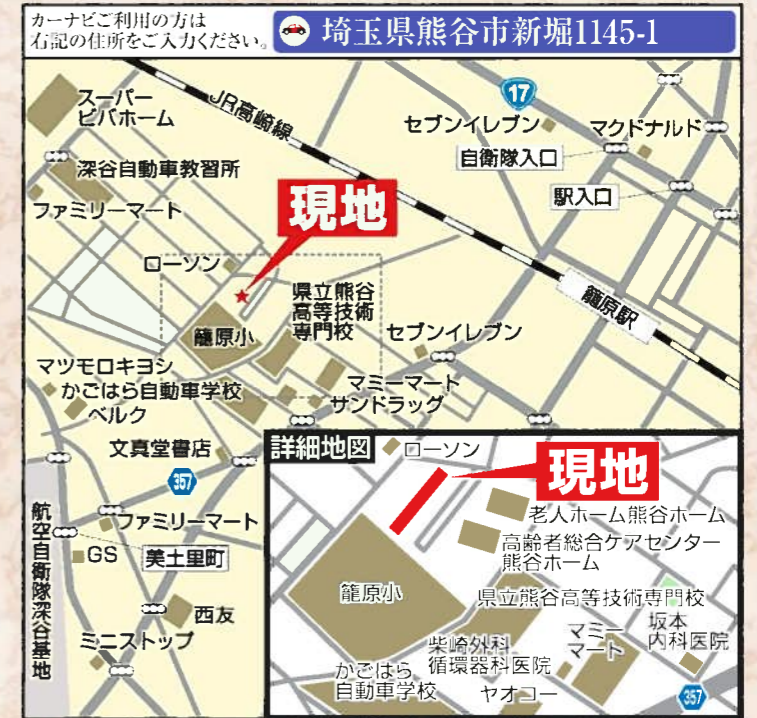 カーナビご利用の方は
右記の住所をご入力ください。
埼玉県熊谷市新堀1145-1
スーパー
ビバホーム
JR高崎線
17
セブンイレブン
マクドナルド
自衛隊入口
深谷自動車教習所
駅入口
ファミリーマート
現地
ローソン
県立熊谷
高等技術
専門校
籠原駅
籠原小
セブンイレブン
マツモロキヨシ
かごはら自動車学校
ベルク
マミーマート
サンドラッグ
文真堂書店
357
航空自衛隊深谷基地
ファミリーマート
GS
美土里町
西友
ミニストップ
詳細地図
ローソン
現地
老人ホーム熊谷ホーム
高齢者総合ケアセンター
熊谷ホーム
籠原小
県立熊谷高等技術専門校
坂本
内科医院
マミー
マート
柴崎外科
循環器科医院
かごはら
自動車学校
ヤオコー
357